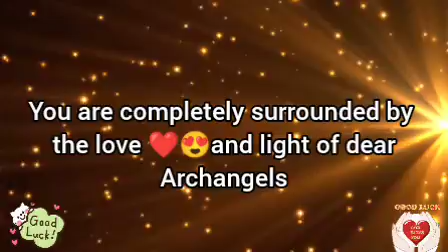 You are completely surrounded by
the love ❤️😍and light of dear
Archangels
Good
Luck!
GOOD LUCK